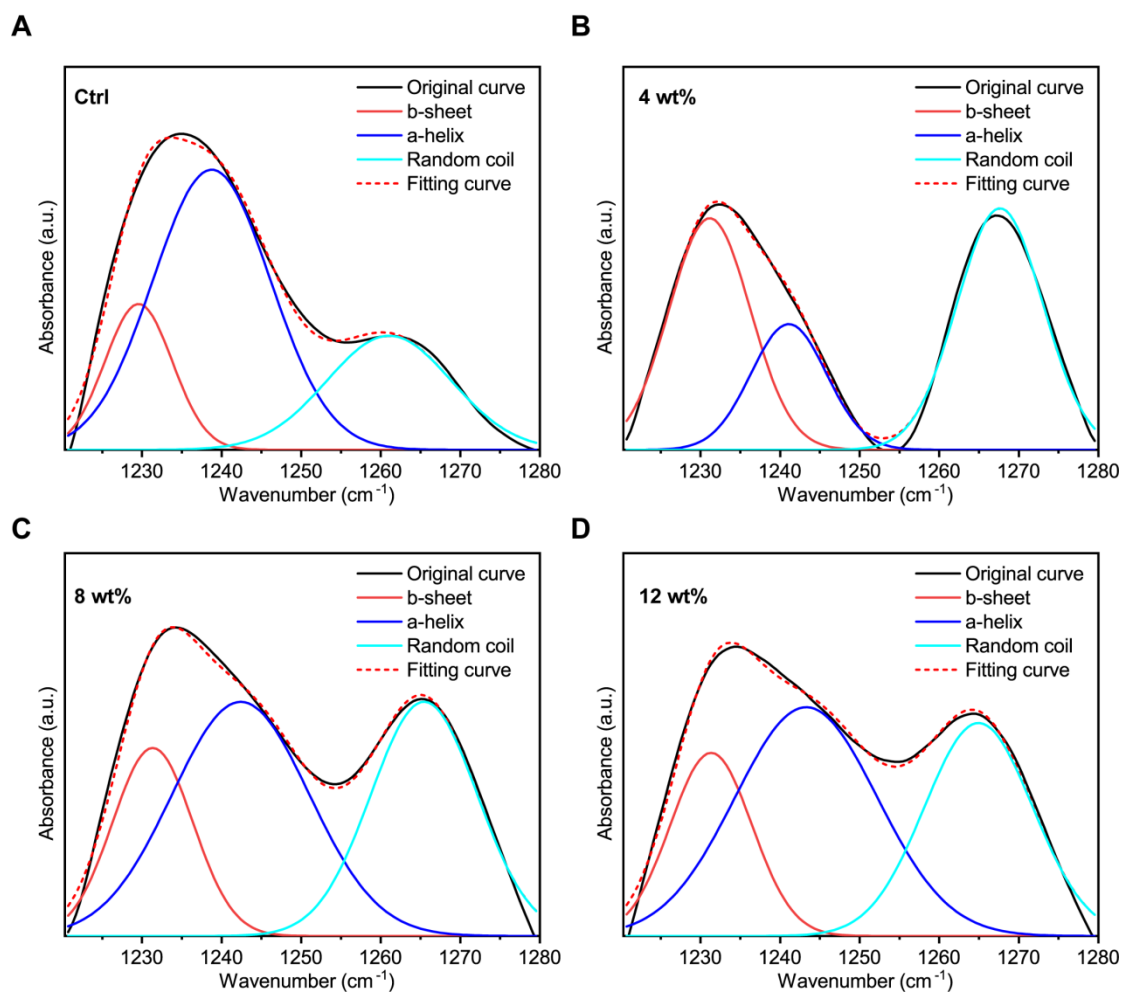 A
Ctrl
Original curve
b-sheet
a-helix
Random coil
Fitting curve
Absorbance (a.u.)
1230 1240 1250 1260 1270 1280
Wavenumber (cm⁻¹)
B
4 wt%
Original curve
b-sheet
a-helix
Random coil
Fitting curve
Absorbance (a.u.)
1230 1240 1250 1260 1270 1280
Wavenumber (cm⁻¹)
C
8 wt%
Original curve
b-sheet
a-helix
Random coil
Fitting curve
Absorbance (a.u.)
1230 1240 1250 1260 1270 1280
Wavenumber (cm⁻¹)
D
12 wt%
Original curve
b-sheet
a-helix
Random coil
Fitting curve
Absorbance (a.u.)
1230 1240 1250 1260 1270 1280
Wavenumber (cm⁻¹)